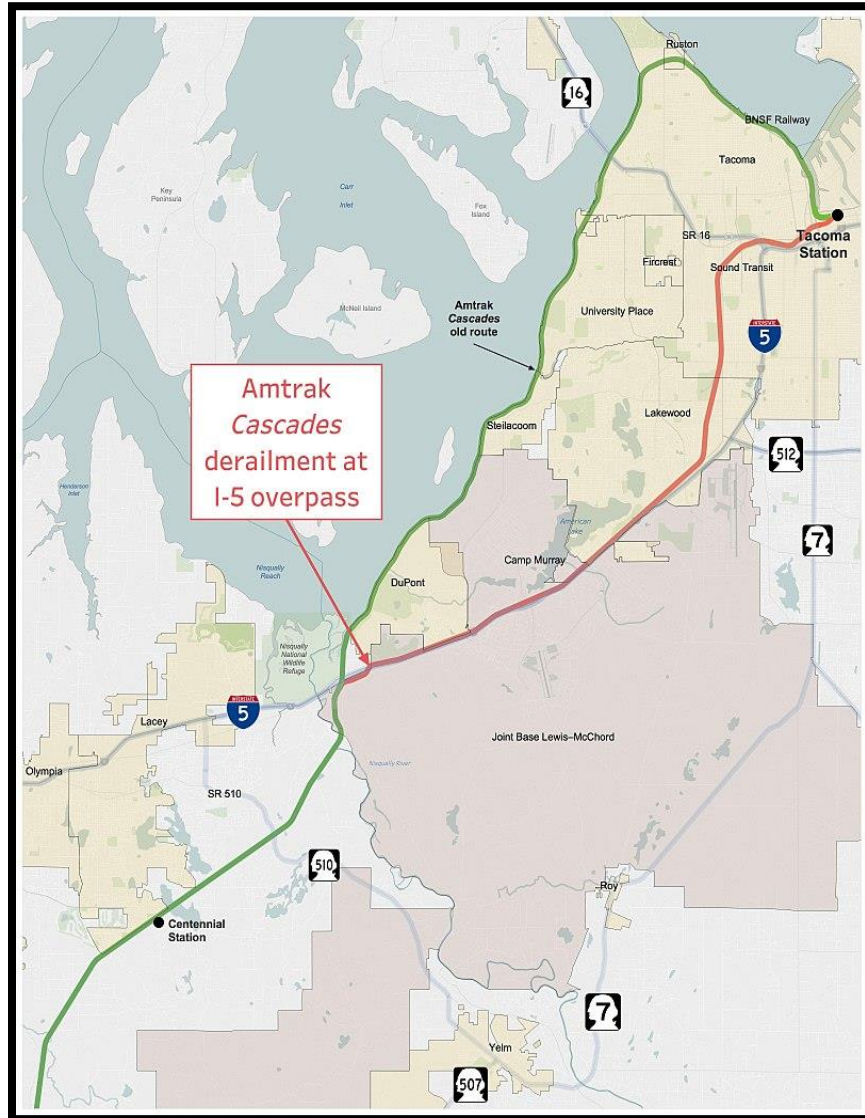 Ruston
16
BNSF Railway
Key
Peninsula
Carr
Inlet
Fox
Island
Tacoma
Tacoma
Station
SR 16
Fircrest
Sound Transit
McNeil Island
University Place
Amtrak
Cascades
old route
INTERSTATE
5
Amtrak
Cascades
derailment at
I-5 overpass
Lakewood
Steilacoom
512
Henderson
Inlet
American
Lake
7
Camp Murray
Nisqually
Reach
DuPont
Nisqually
National
Wildlife
Refuge
INTERSTATE
5
Lacey
Joint Base Lewis–McChord
Olympia
Nisqually River
SR 510
510
Roy
Centennial
Station
7
Yelm
507